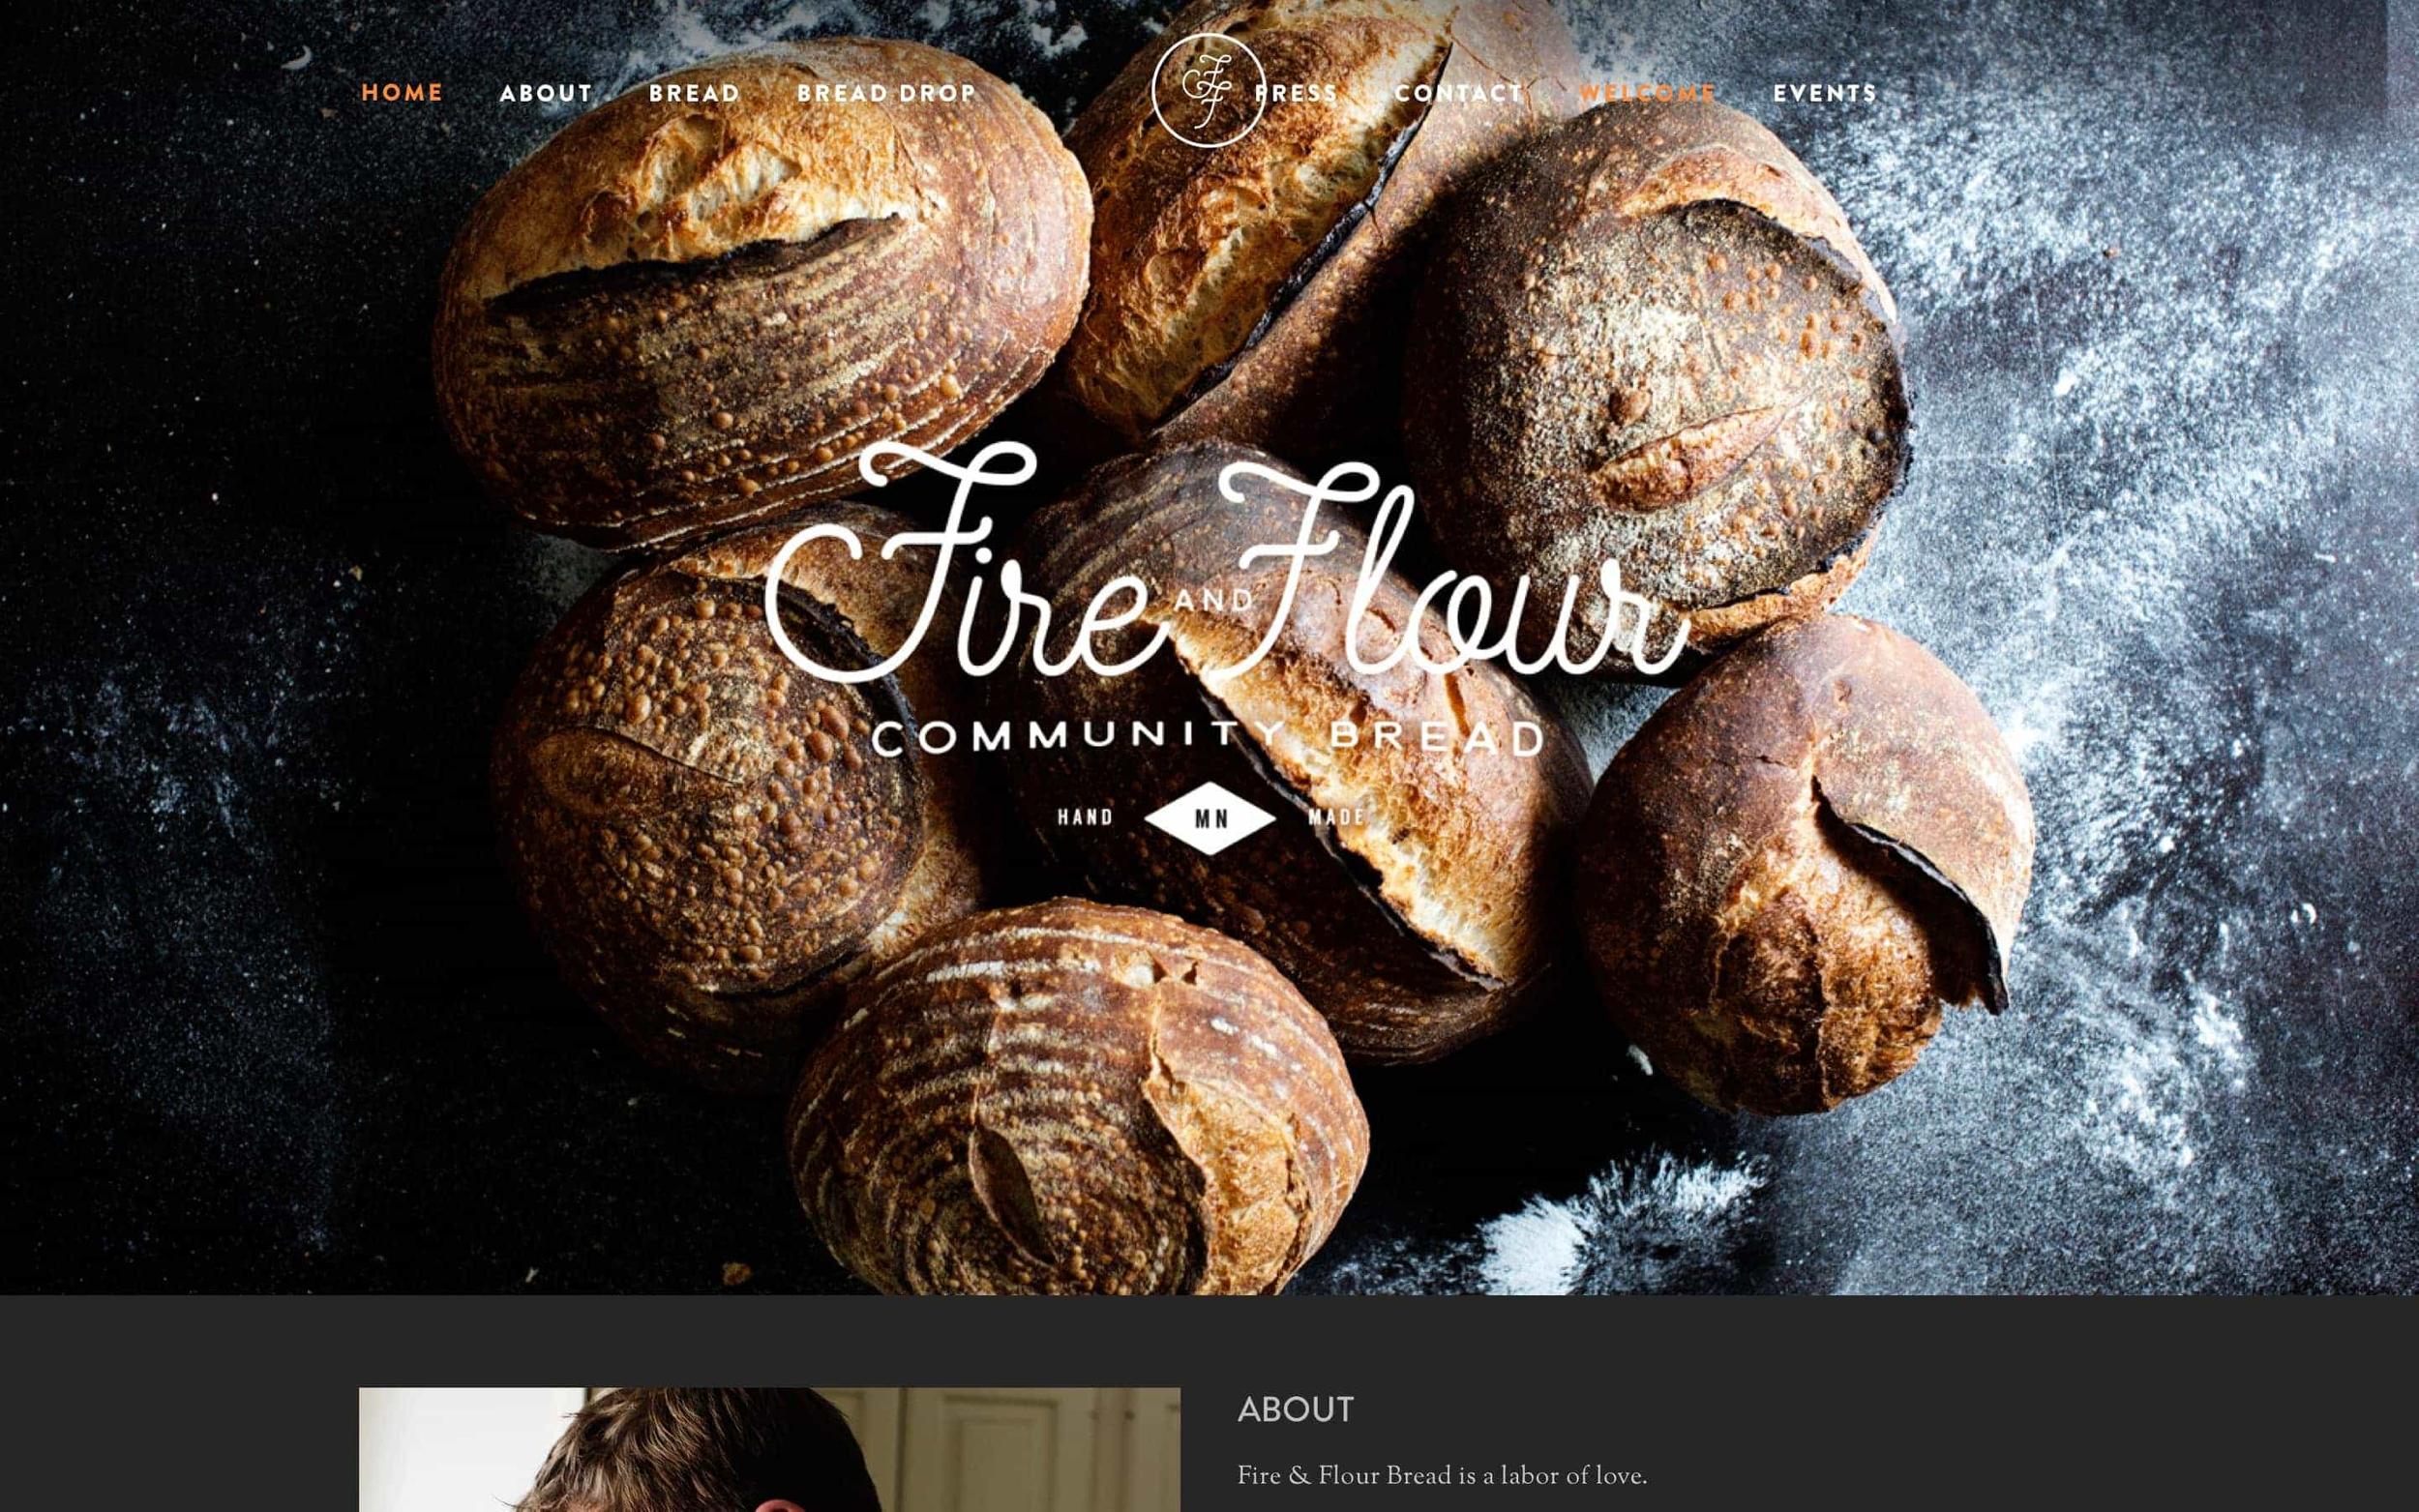 HOME ABOUT BREAD BREAD DROP FF PRESS CONTACT WELCOME EVENTS
Fire AND Flour
COMMUNITY BREAD
HAND MN MADE
ABOUT
Fire & Flour Bread is a labor of love.